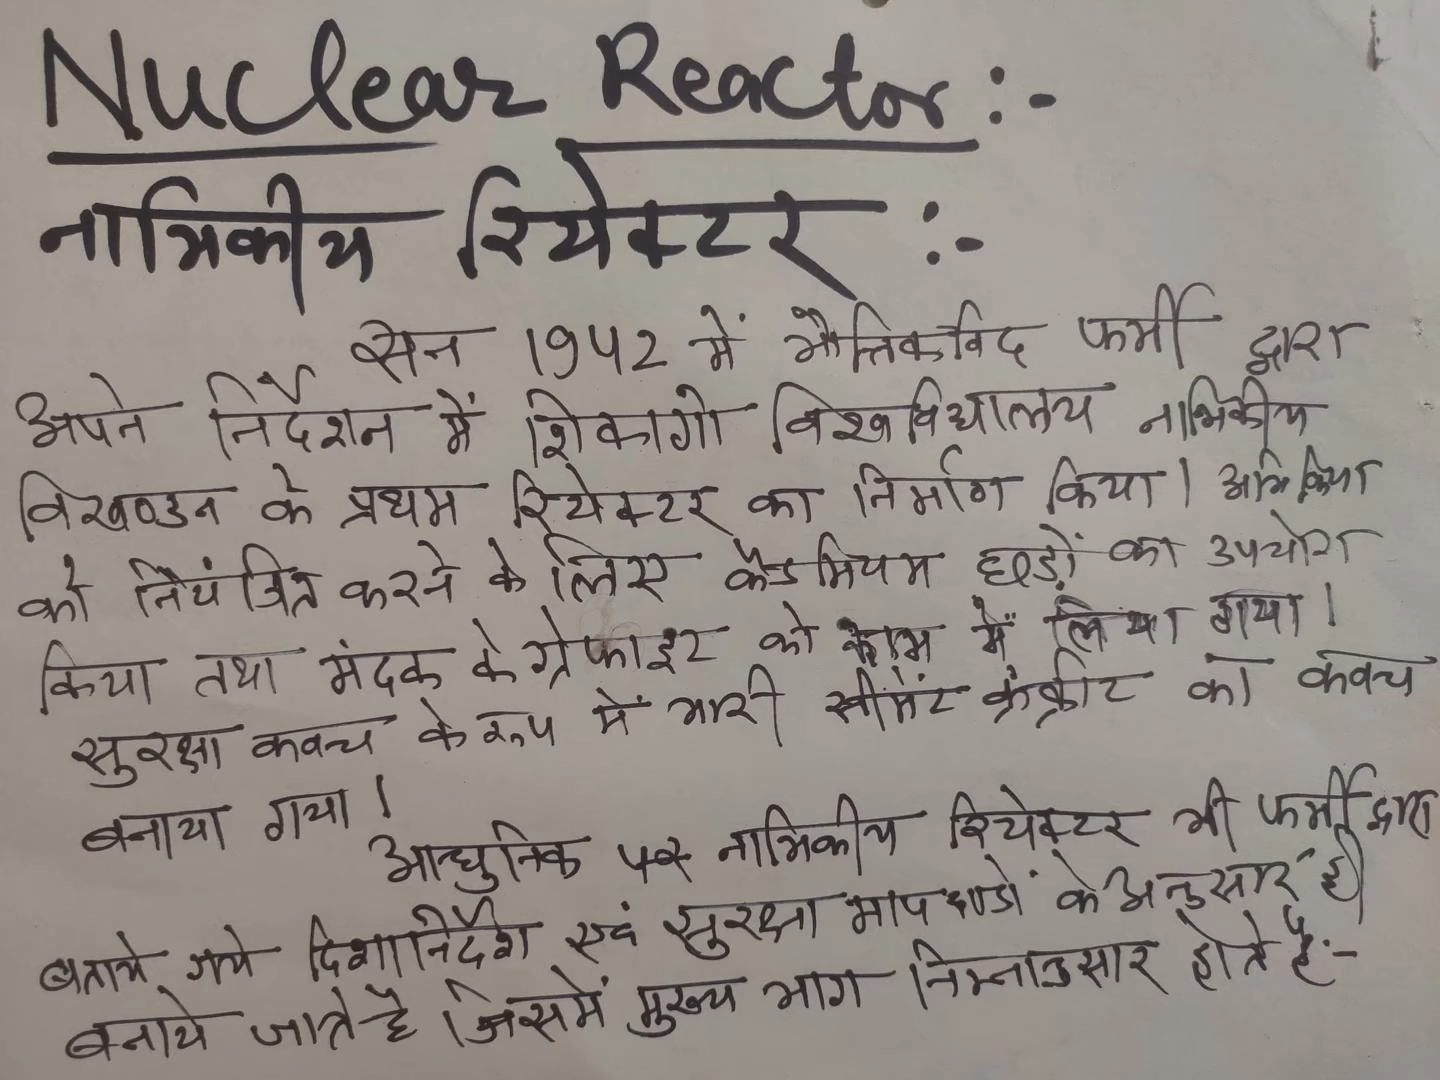 Nuclear Reactor :-
नाभिकीय रियेक्टर :-
सन 1942 में भौतिकविद फर्मी द्वारा
अपने निर्देशन में शिकागो विश्वविद्यालय नाभिकीय
विखण्डन के प्रथम रियेक्टर का निर्माण किया। अभिक्रिया
को नियंत्रित करने के लिए कैडमियम छड़ों का उपयोग
किया तथा मंदक के ग्रेफाइट को काम में लिया गया।
सुरक्षा कवच के रूप में भारी सीमेंट क्रंकीट का कवच
बनाया गया।
आधुनिक पर नाभिकीय रियेक्टर भी फर्मी द्वारा
बताये गये दिशानिर्देश एवं सुरक्षा मापदण्डों के अनुसार ही
बनाये जाते है। जिसमें मुख्य भाग निम्नानुसार होते हैं:-